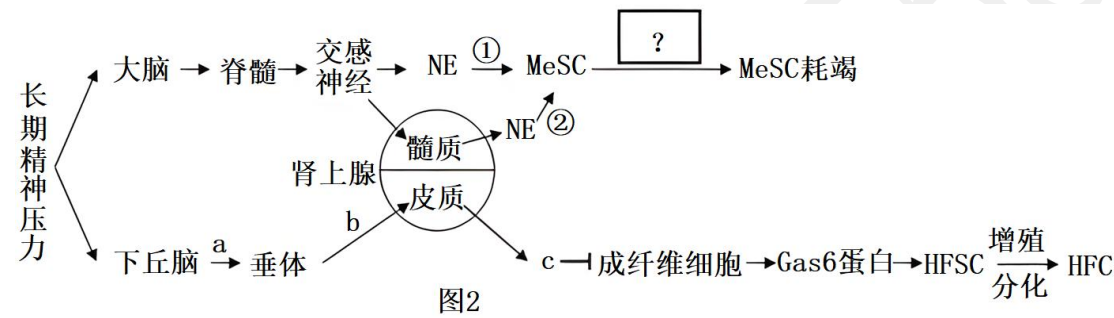 长期精神压力
大脑 → 脊髓 → 交感神经 → NE ① → MeSC ? → MeSC耗竭
肾上腺 髓质 → NE ②
皮质
下丘脑 a → 垂体 b
c ⊣ 成纤维细胞 → Gas6蛋白 → HFSC 增殖 分化 → HFC
图2